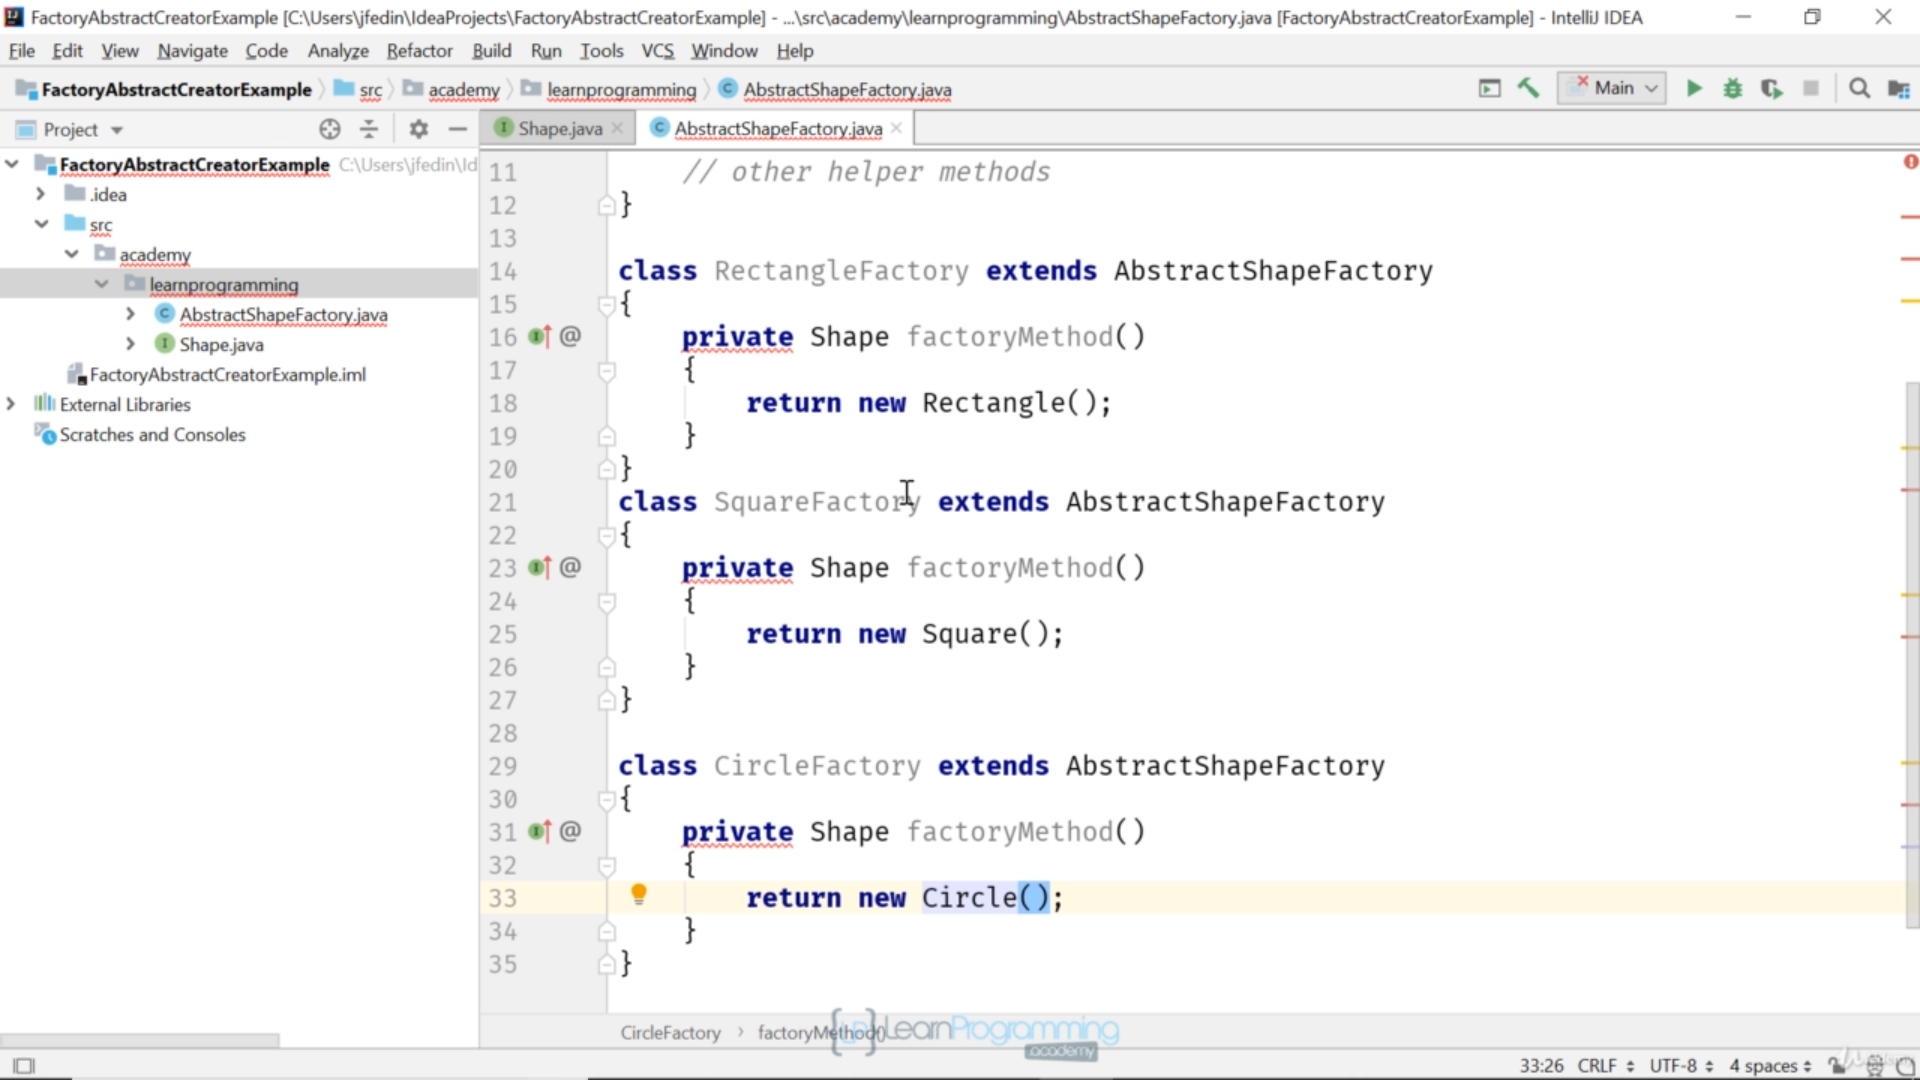 FactoryAbstractCreatorExample [C:\Users\jfedin\IdeaProjects\FactoryAbstractCreatorExample] - ...\src\academy\learnprogramming\AbstractShapeFactory.java [FactoryAbstractCreatorExample] - IntelliJ IDEA
File Edit View Navigate Code Analyze Refactor Build Run Tools VCS Window Help
FactoryAbstractCreatorExample src academy learnprogramming AbstractShapeFactory.java Main
Project
Shape.java AbstractShapeFactory.java
FactoryAbstractCreatorExample C:\Users\jfedin\Id
.idea
src
academy
learnprogramming
AbstractShapeFactory.java
Shape.java
FactoryAbstractCreatorExample.iml
External Libraries
Scratches and Consoles
11 // other helper methods
12 }
13
14 class RectangleFactory extends AbstractShapeFactory
15 {
16 @ private Shape factoryMethod()
17 {
18 return new Rectangle();
19 }
20 }
21 class SquareFactory extends AbstractShapeFactory
22 {
23 @ private Shape factoryMethod()
24 {
25 return new Square();
26 }
27 }
28
29 class CircleFactory extends AbstractShapeFactory
30 {
31 @ private Shape factoryMethod()
32 {
33 return new Circle();
34 }
35 }
CircleFactory › factoryMethod()
LearnProgramming
academy
33:26 CRLF UTF-8 4 spaces